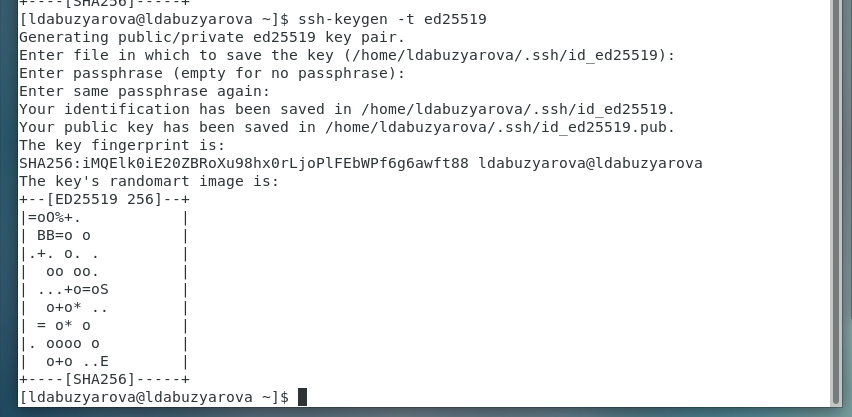 +----[SHA256]-----+
[ldabuzyarova@ldabuzyarova ~]$ ssh-keygen -t ed25519
Generating public/private ed25519 key pair.
Enter file in which to save the key (/home/ldabuzyarova/.ssh/id_ed25519):
Enter passphrase (empty for no passphrase):
Enter same passphrase again:
Your identification has been saved in /home/ldabuzyarova/.ssh/id_ed25519.
Your public key has been saved in /home/ldabuzyarova/.ssh/id_ed25519.pub.
The key fingerprint is:
SHA256:iMQElk0iE20ZBRoXu98hx0rLjoPlFEbWPf6g6awft88 ldabuzyarova@ldabuzyarova
The key's randomart image is:
+--[ED25519 256]--+
|=oO%+.           |
| BB=o o          |
|.+. o. .         |
|  oo oo.         |
| ...+o=oS        |
|  o+o* ..        |
| = o* o          |
|. oooo o         |
|  o+o ..E        |
+----[SHA256]-----+
[ldabuzyarova@ldabuzyarova ~]$